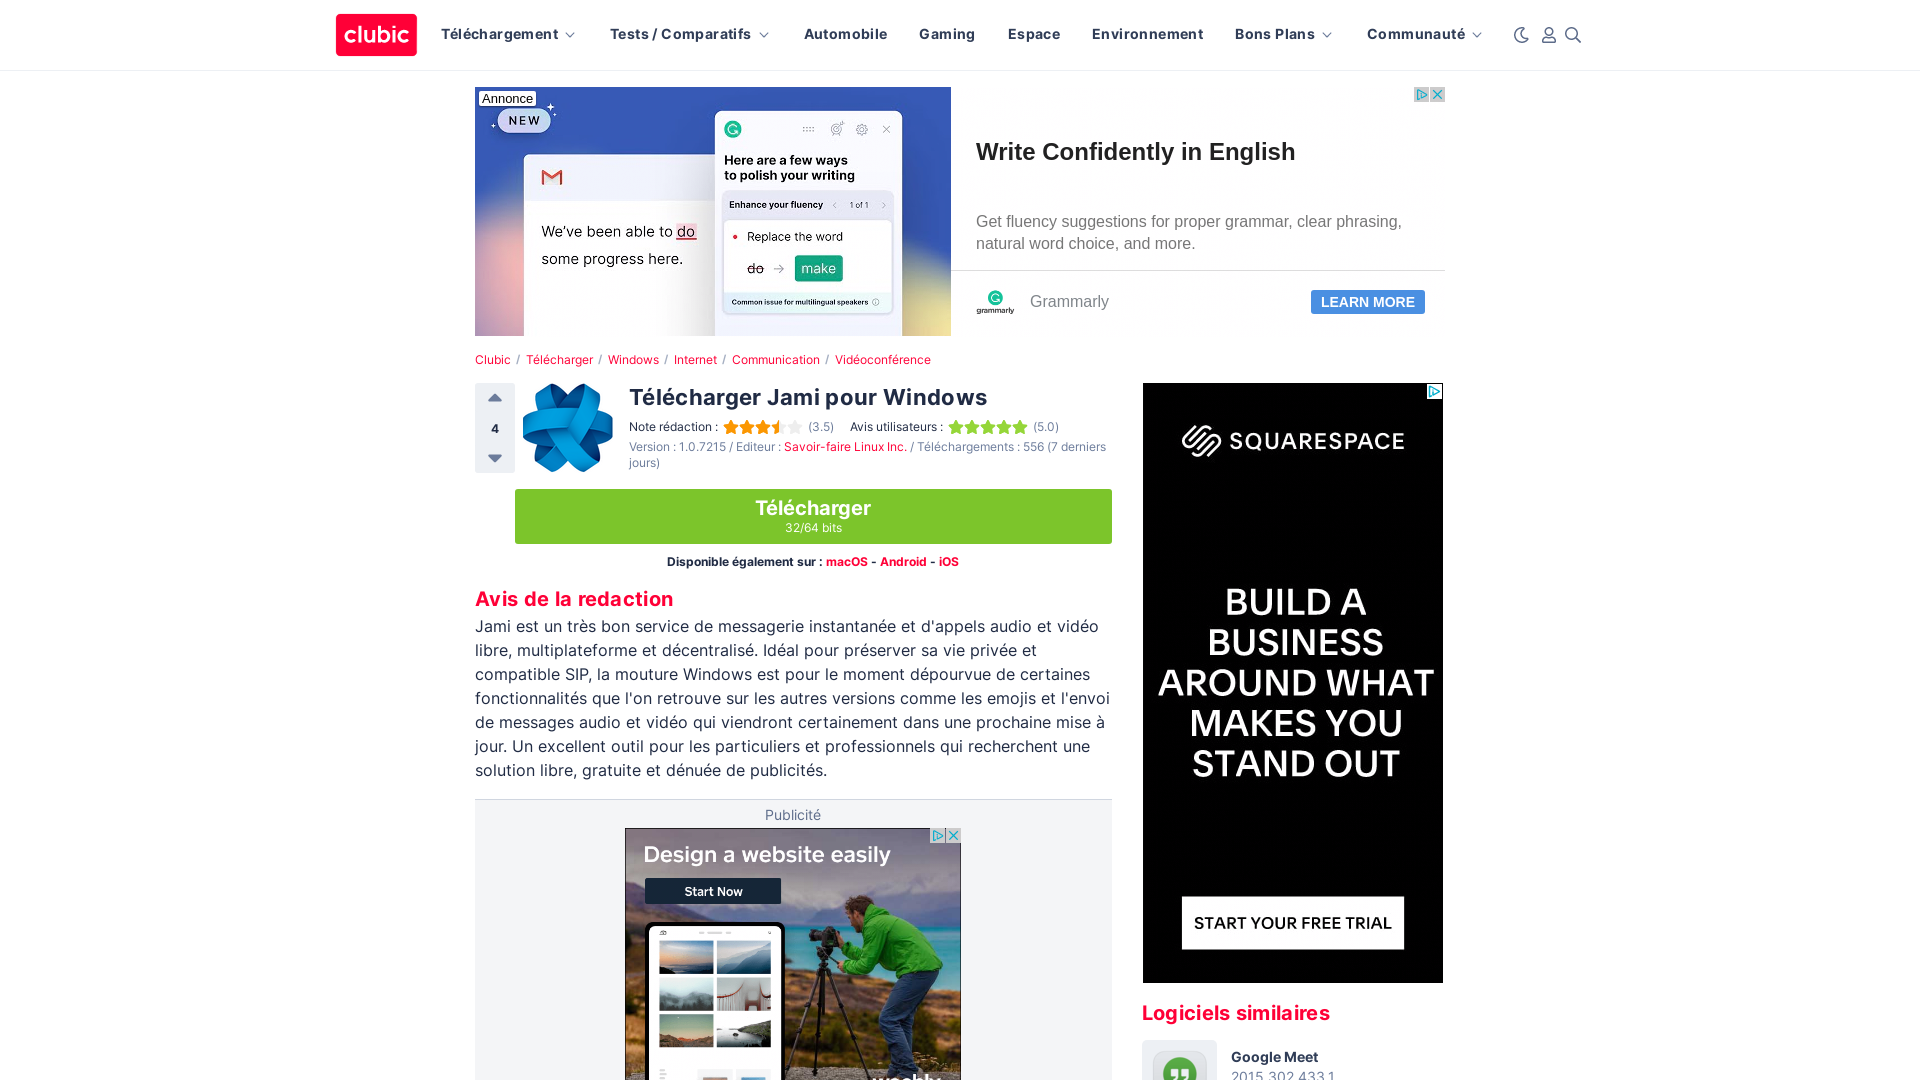 clubic
Téléchargement
Tests / Comparatifs
Automobile
Gaming
Espace
Environnement
Bons Plans
Communauté
Annonce
NEW
We've been able to do
some progress here.
Here are a few ways
to polish your writing
Enhance your fluency
1 of 1
Replace the word
do → make
Common issue for multilingual speakers
Write Confidently in English
Get fluency suggestions for proper grammar, clear phrasing,
natural word choice, and more.
grammarly
Grammarly
LEARN MORE
Clubic / Télécharger / Windows / Internet / Communication / Vidéoconférence
4
Télécharger Jami pour Windows
Note rédaction : (3.5) Avis utilisateurs : (5.0)
Version : 1.0.7215 / Editeur : Savoir-faire Linux Inc. / Téléchargements : 556 (7 derniers
jours)
Télécharger
32/64 bits
Disponible également sur : macOS - Android - iOS
Avis de la redaction
Jami est un très bon service de messagerie instantanée et d'appels audio et vidéo
libre, multiplateforme et décentralisé. Idéal pour préserver sa vie privée et
compatible SIP, la mouture Windows est pour le moment dépourvue de certaines
fonctionnalités que l'on retrouve sur les autres versions comme les emojis et l'envoi
de messages audio et vidéo qui viendront certainement dans une prochaine mise à
jour. Un excellent outil pour les particuliers et professionnels qui recherchent une
solution libre, gratuite et dénuée de publicités.
Publicité
Design a website easily
Start Now
weebly
SQUARESPACE
BUILD A
BUSINESS
AROUND WHAT
MAKES YOU
STAND OUT
START YOUR FREE TRIAL
Logiciels similaires
Google Meet
2015.302.433.1